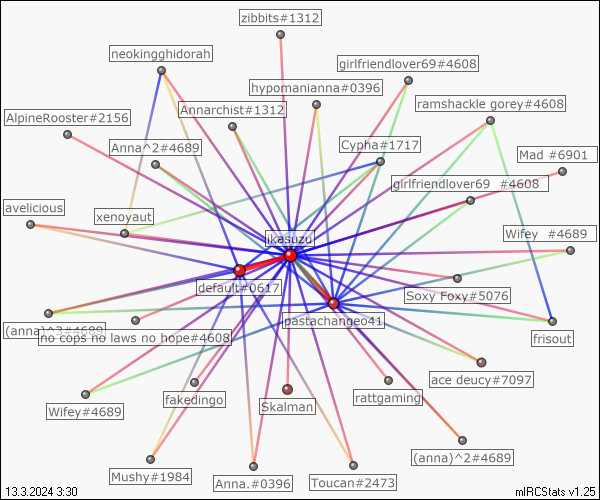 zibbits#1312
neokingghidorah
girlfriendlover69#4608
hypomanianna#0396
ramshackle gorey#4608
AlpineRooster#2156
Annarchist#1312
Anna^2#4689
Cypha#1717
Mad #6901
girlfriendlover69 #4608
avelicious
xenoyaut
ikasuzu
Wifey #4689
default#0617
Soxy Foxy#5076
pastachange041
(anna)^3#4689
no cops no laws no hope#4608
frisout
ace deucy#7097
fakedingo
rattgaming
Skalman
Wifey#4689
(anna)^2#4689
Mushy#1984
Anna.#0396
Toucan#2473
13.3.2024 3:30
mIRCStats v1.25